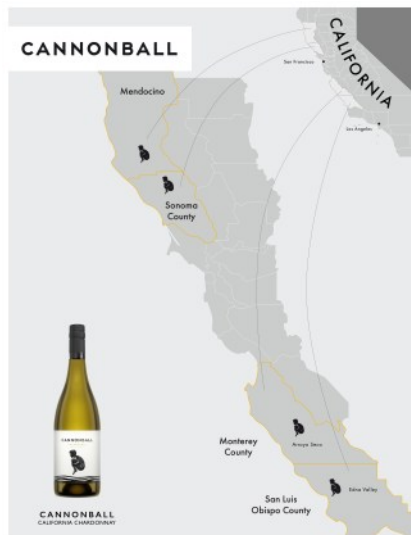 CANNONBALL
CALIFORNIA
San Francisco
Los Angeles
Mendocino
Sonoma
County
Monterey
County
Arroyo Seco
San Luis
Obispo County
Edna Valley
CANNONBALL
CANNONBALL
CALIFORNIA CHARDONNAY